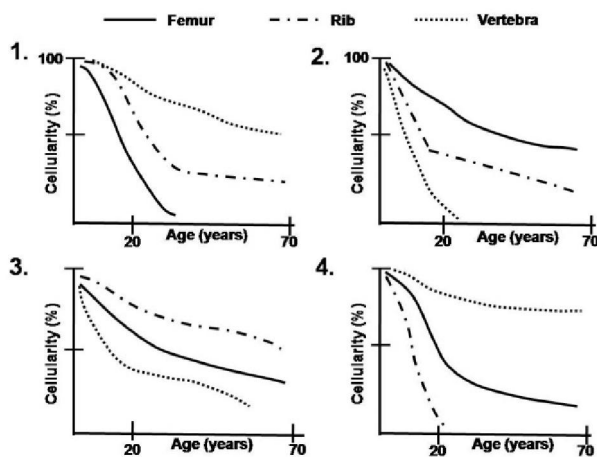 Femur Rib Vertebra
1.
100
Cellularity (%)
20 Age (years) 70
2.
100
Cellularity (%)
20 Age (years) 70
3.
Cellularity (%)
20 Age (years) 70
4.
Cellularity (%)
20 Age (years) 70